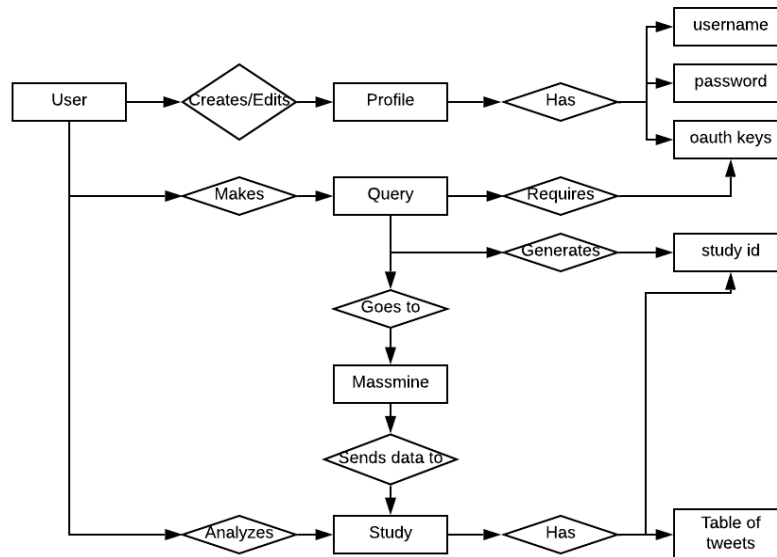 username
User
Creates/Edits
Profile
Has
password
oauth keys
Makes
Query
Requires
Generates
study id
Goes to
Massmine
Sends data to
Analyzes
Study
Has
Table of
tweets